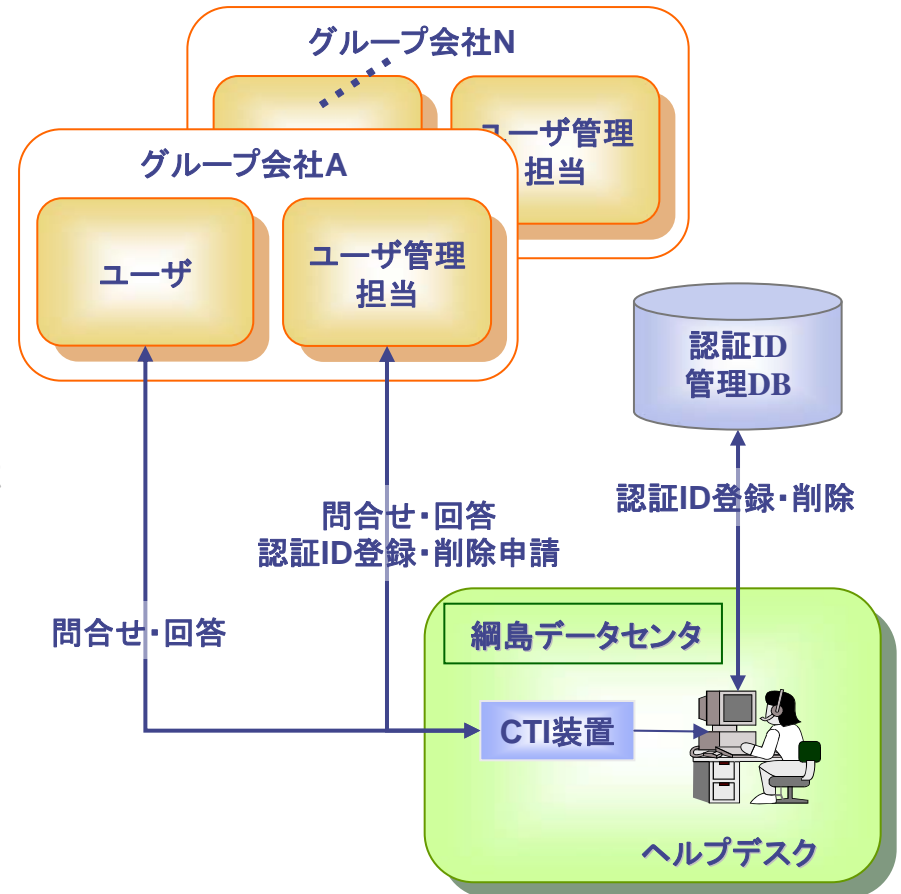 グループ会社N
ユーザ管理
担当
グループ会社A
ユーザ
ユーザ管理
担当
認証ID
管理DB
認証ID登録・削除
問合せ・回答
認証ID登録・削除申請
問合せ・回答
綱島データセンタ
CTI装置
ヘルプデスク